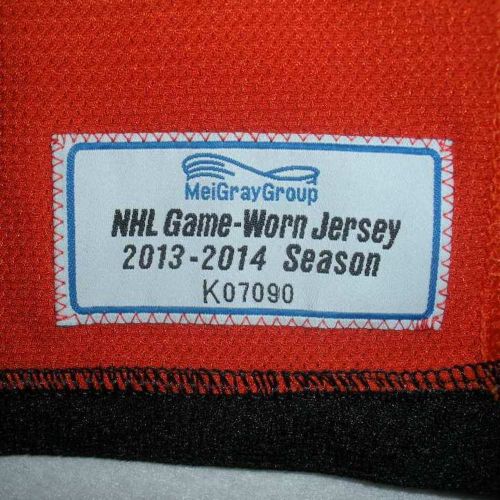 MeiGrayGroup
NHL Game-Worn Jersey
2013-2014 Season
K07090